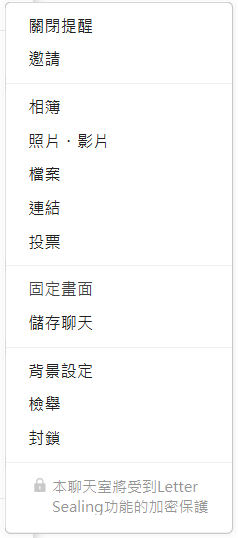 關閉提醒
邀請
相簿
照片・影片
檔案
連結
投票
固定畫面
儲存聊天
背景設定
檢舉
封鎖
本聊天室將受到Letter
Sealing功能的加密保護